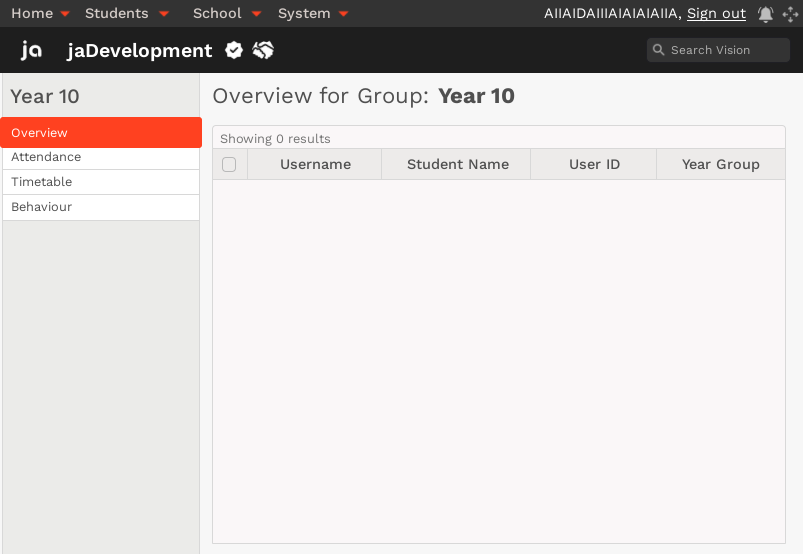 Home Students School System AIIAIDAIIIAIAIAIAIIA, Sign out
ja jaDevelopment Search Vision
Year 10
Overview
Attendance
Timetable
Behaviour
Overview for Group: Year 10
Showing 0 results
Username Student Name User ID Year Group